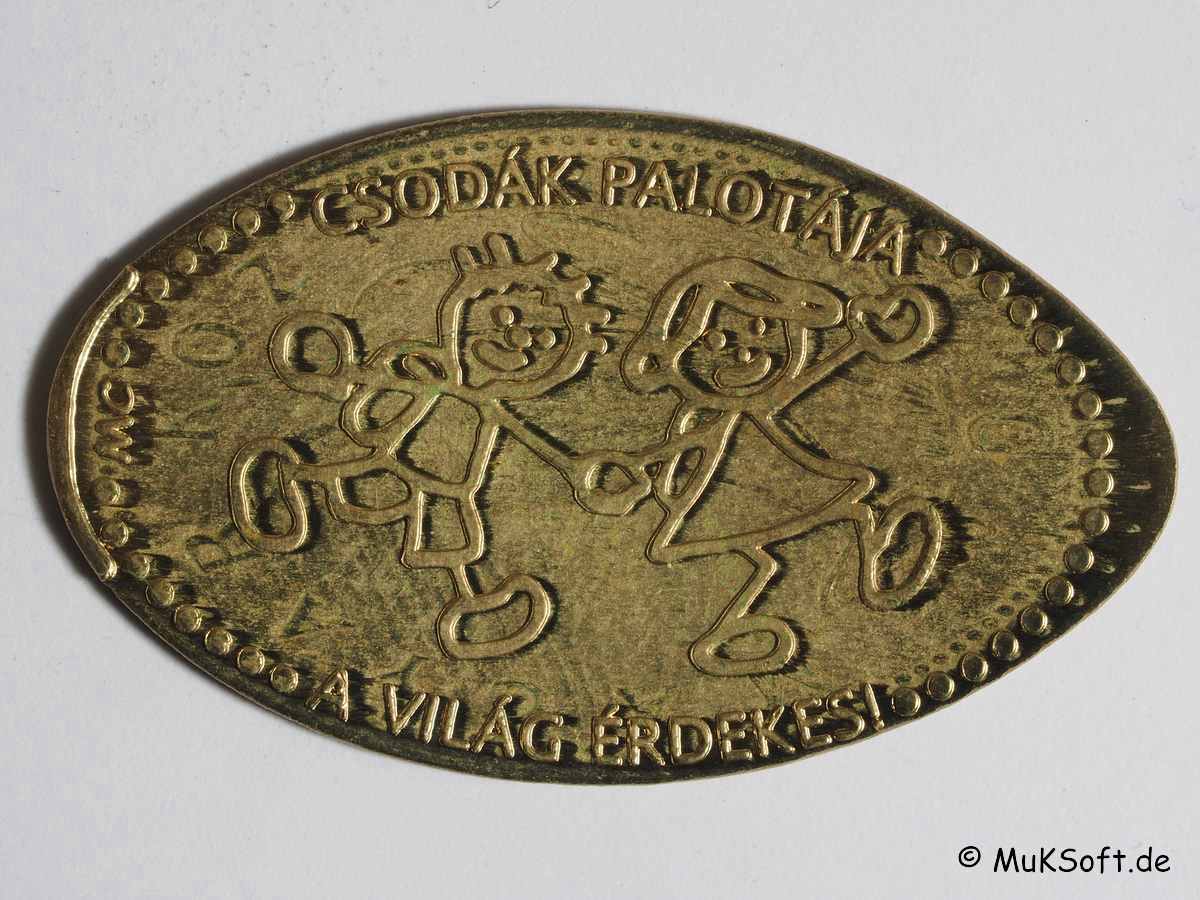 CSODÁK PALOTÁJA
MC
A VILÁG ÉRDEKES!
© MuKSoft.de